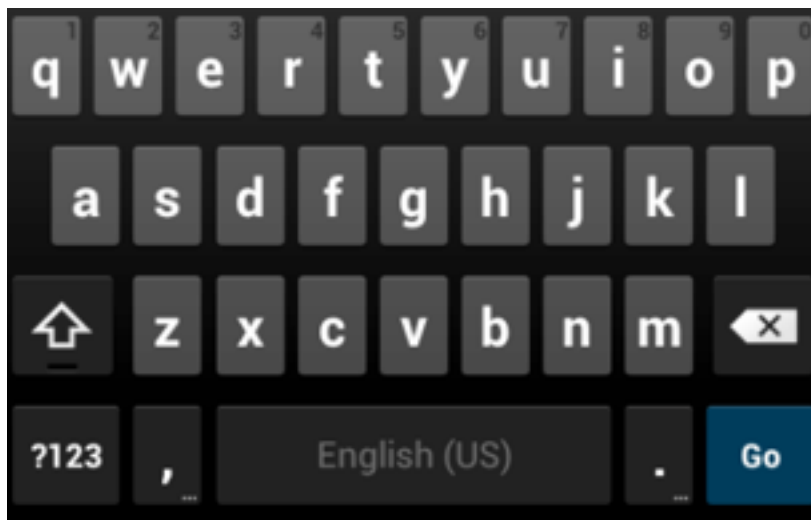 1 2 3 4 5 6 7 8 9 0
q w e r t y u i o p
a s d f g h j k l
z x c v b n m
?123 , English (US) . Go